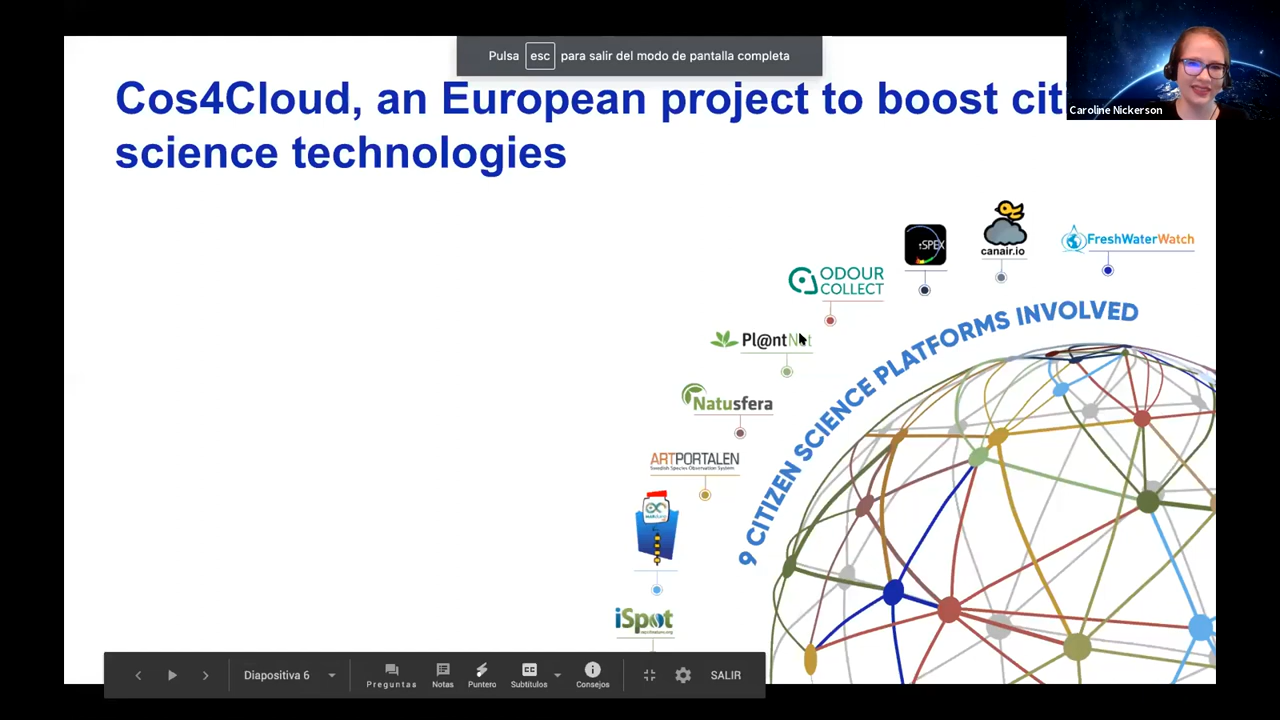 Pulsa esc para salir del modo de pantalla completa
Caroline Nickerson
Cos4Cloud, an European project to boost cit
science technologies
iSPEX
canair.io
FreshWaterWatch
ODOUR
COLLECT
Pl@ntNet
Natusfera
ARTPORTALEN
Swedish Species Observation System
iSpot
9 CITIZEN SCIENCE PLATFORMS INVOLVED
Diapositiva 6
Preguntas
Notas
Puntero
CC
Subtítulos
Consejos
SALIR